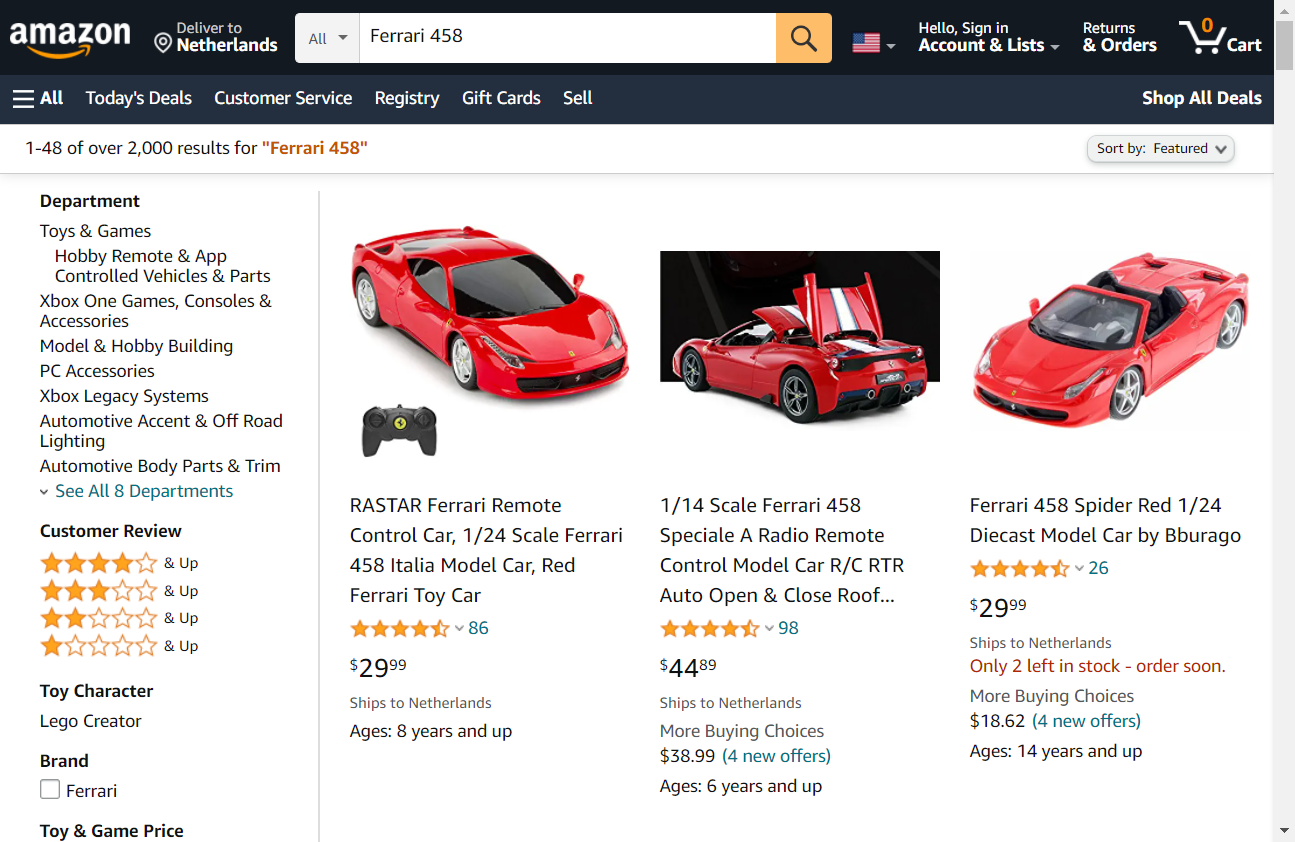 amazon
Deliver to
Netherlands
All
Ferrari 458
Hello, Sign in
Account & Lists
Returns
& Orders
0
Cart
All
Today's Deals
Customer Service
Registry
Gift Cards
Sell
Shop All Deals
1-48 of over 2,000 results for "Ferrari 458"
Sort by: Featured
Department
Toys & Games
Hobby Remote & App
Controlled Vehicles & Parts
Xbox One Games, Consoles &
Accessories
Model & Hobby Building
PC Accessories
Xbox Legacy Systems
Automotive Accent & Off Road
Lighting
Automotive Body Parts & Trim
See All 8 Departments
Customer Review
& Up
& Up
& Up
& Up
Toy Character
Lego Creator
Brand
Ferrari
Toy & Game Price
RASTAR Ferrari Remote
Control Car, 1/24 Scale Ferrari
458 Italia Model Car, Red
Ferrari Toy Car
86
$2999
Ships to Netherlands
Ages: 8 years and up
1/14 Scale Ferrari 458
Speciale A Radio Remote
Control Model Car R/C RTR
Auto Open & Close Roof...
98
$4489
Ships to Netherlands
More Buying Choices
$38.99 (4 new offers)
Ages: 6 years and up
Ferrari 458 Spider Red 1/24
Diecast Model Car by Bburago
26
$2999
Ships to Netherlands
Only 2 left in stock - order soon.
More Buying Choices
$18.62 (4 new offers)
Ages: 14 years and up